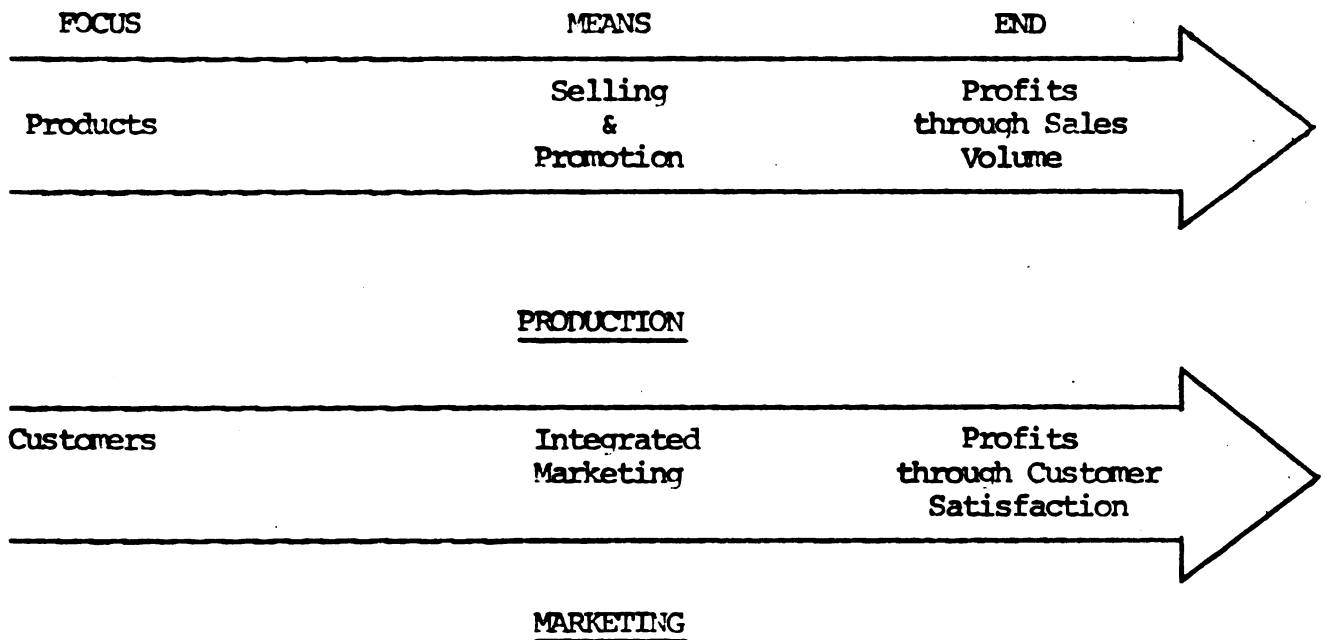 FOCUS MEANS END
Products
Selling
&
Promotion
Profits
through Sales
Volume
PRODUCTION
Customers
Integrated
Marketing
Profits
through Customer
Satisfaction
MARKETING